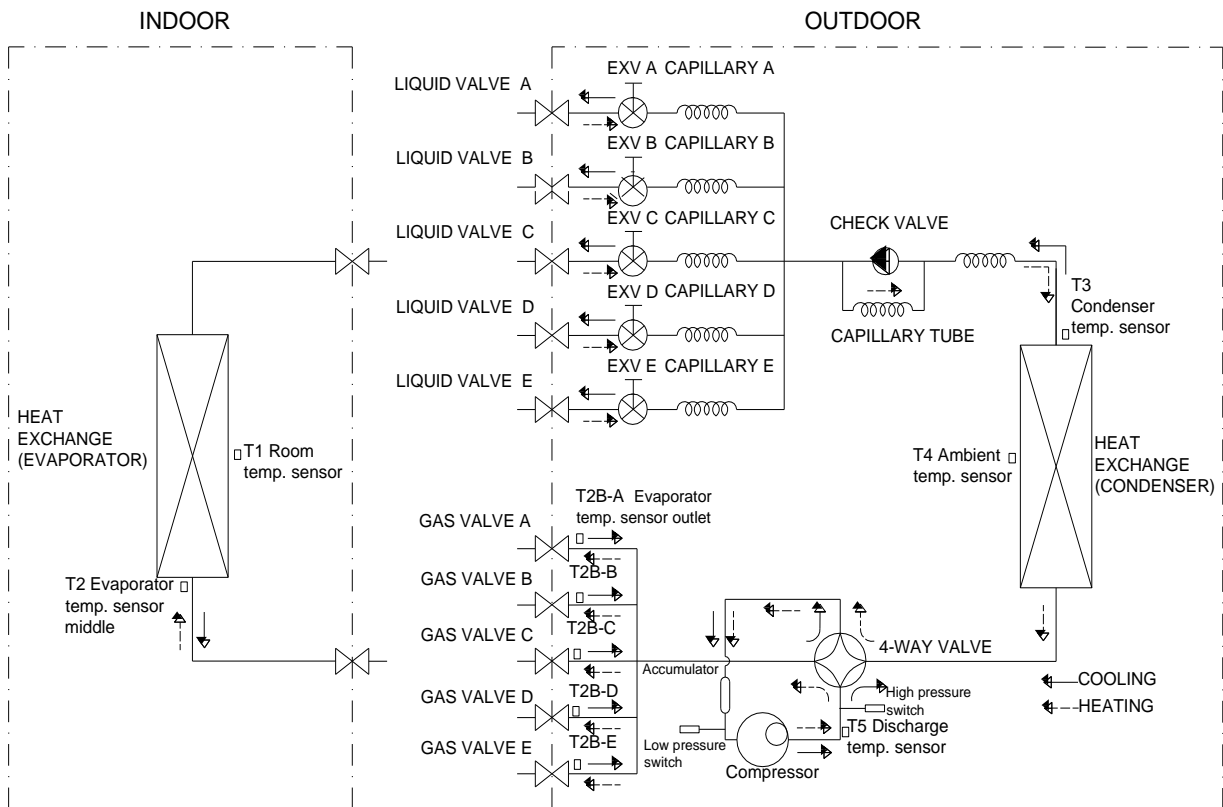 INDOOR
OUTDOOR
LIQUID VALVE A
EXV A CAPILLARY A
LIQUID VALVE B
EXV B CAPILLARY B
LIQUID VALVE C
EXV C CAPILLARY C
LIQUID VALVE D
EXV D CAPILLARY D
LIQUID VALVE E
EXV E CAPILLARY E
CHECK VALVE
CAPILLARY TUBE
T3
Condenser
temp. sensor
HEAT
EXCHANGE
(EVAPORATOR)
T1 Room
temp. sensor
T4 Ambient
temp. sensor
HEAT
EXCHANGE
(CONDENSER)
T2 Evaporator
temp. sensor
middle
GAS VALVE A
T2B-A Evaporator
temp. sensor outlet
GAS VALVE B
T2B-B
GAS VALVE C
T2B-C
GAS VALVE D
T2B-D
GAS VALVE E
T2B-E
Accumulator
4-WAY VALVE
High pressure
switch
Low pressure
switch
T5 Discharge
temp. sensor
Compressor
COOLING
HEATING